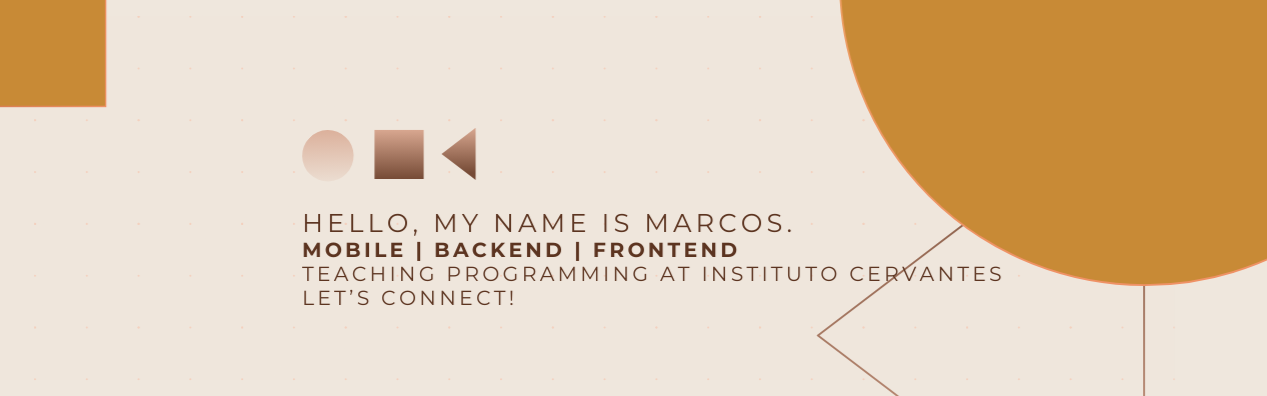 HELLO, MY NAME IS MARCOS.
MOBILE | BACKEND | FRONTEND
TEACHING PROGRAMMING AT INSTITUTO CERVANTES
LET’S CONNECT!